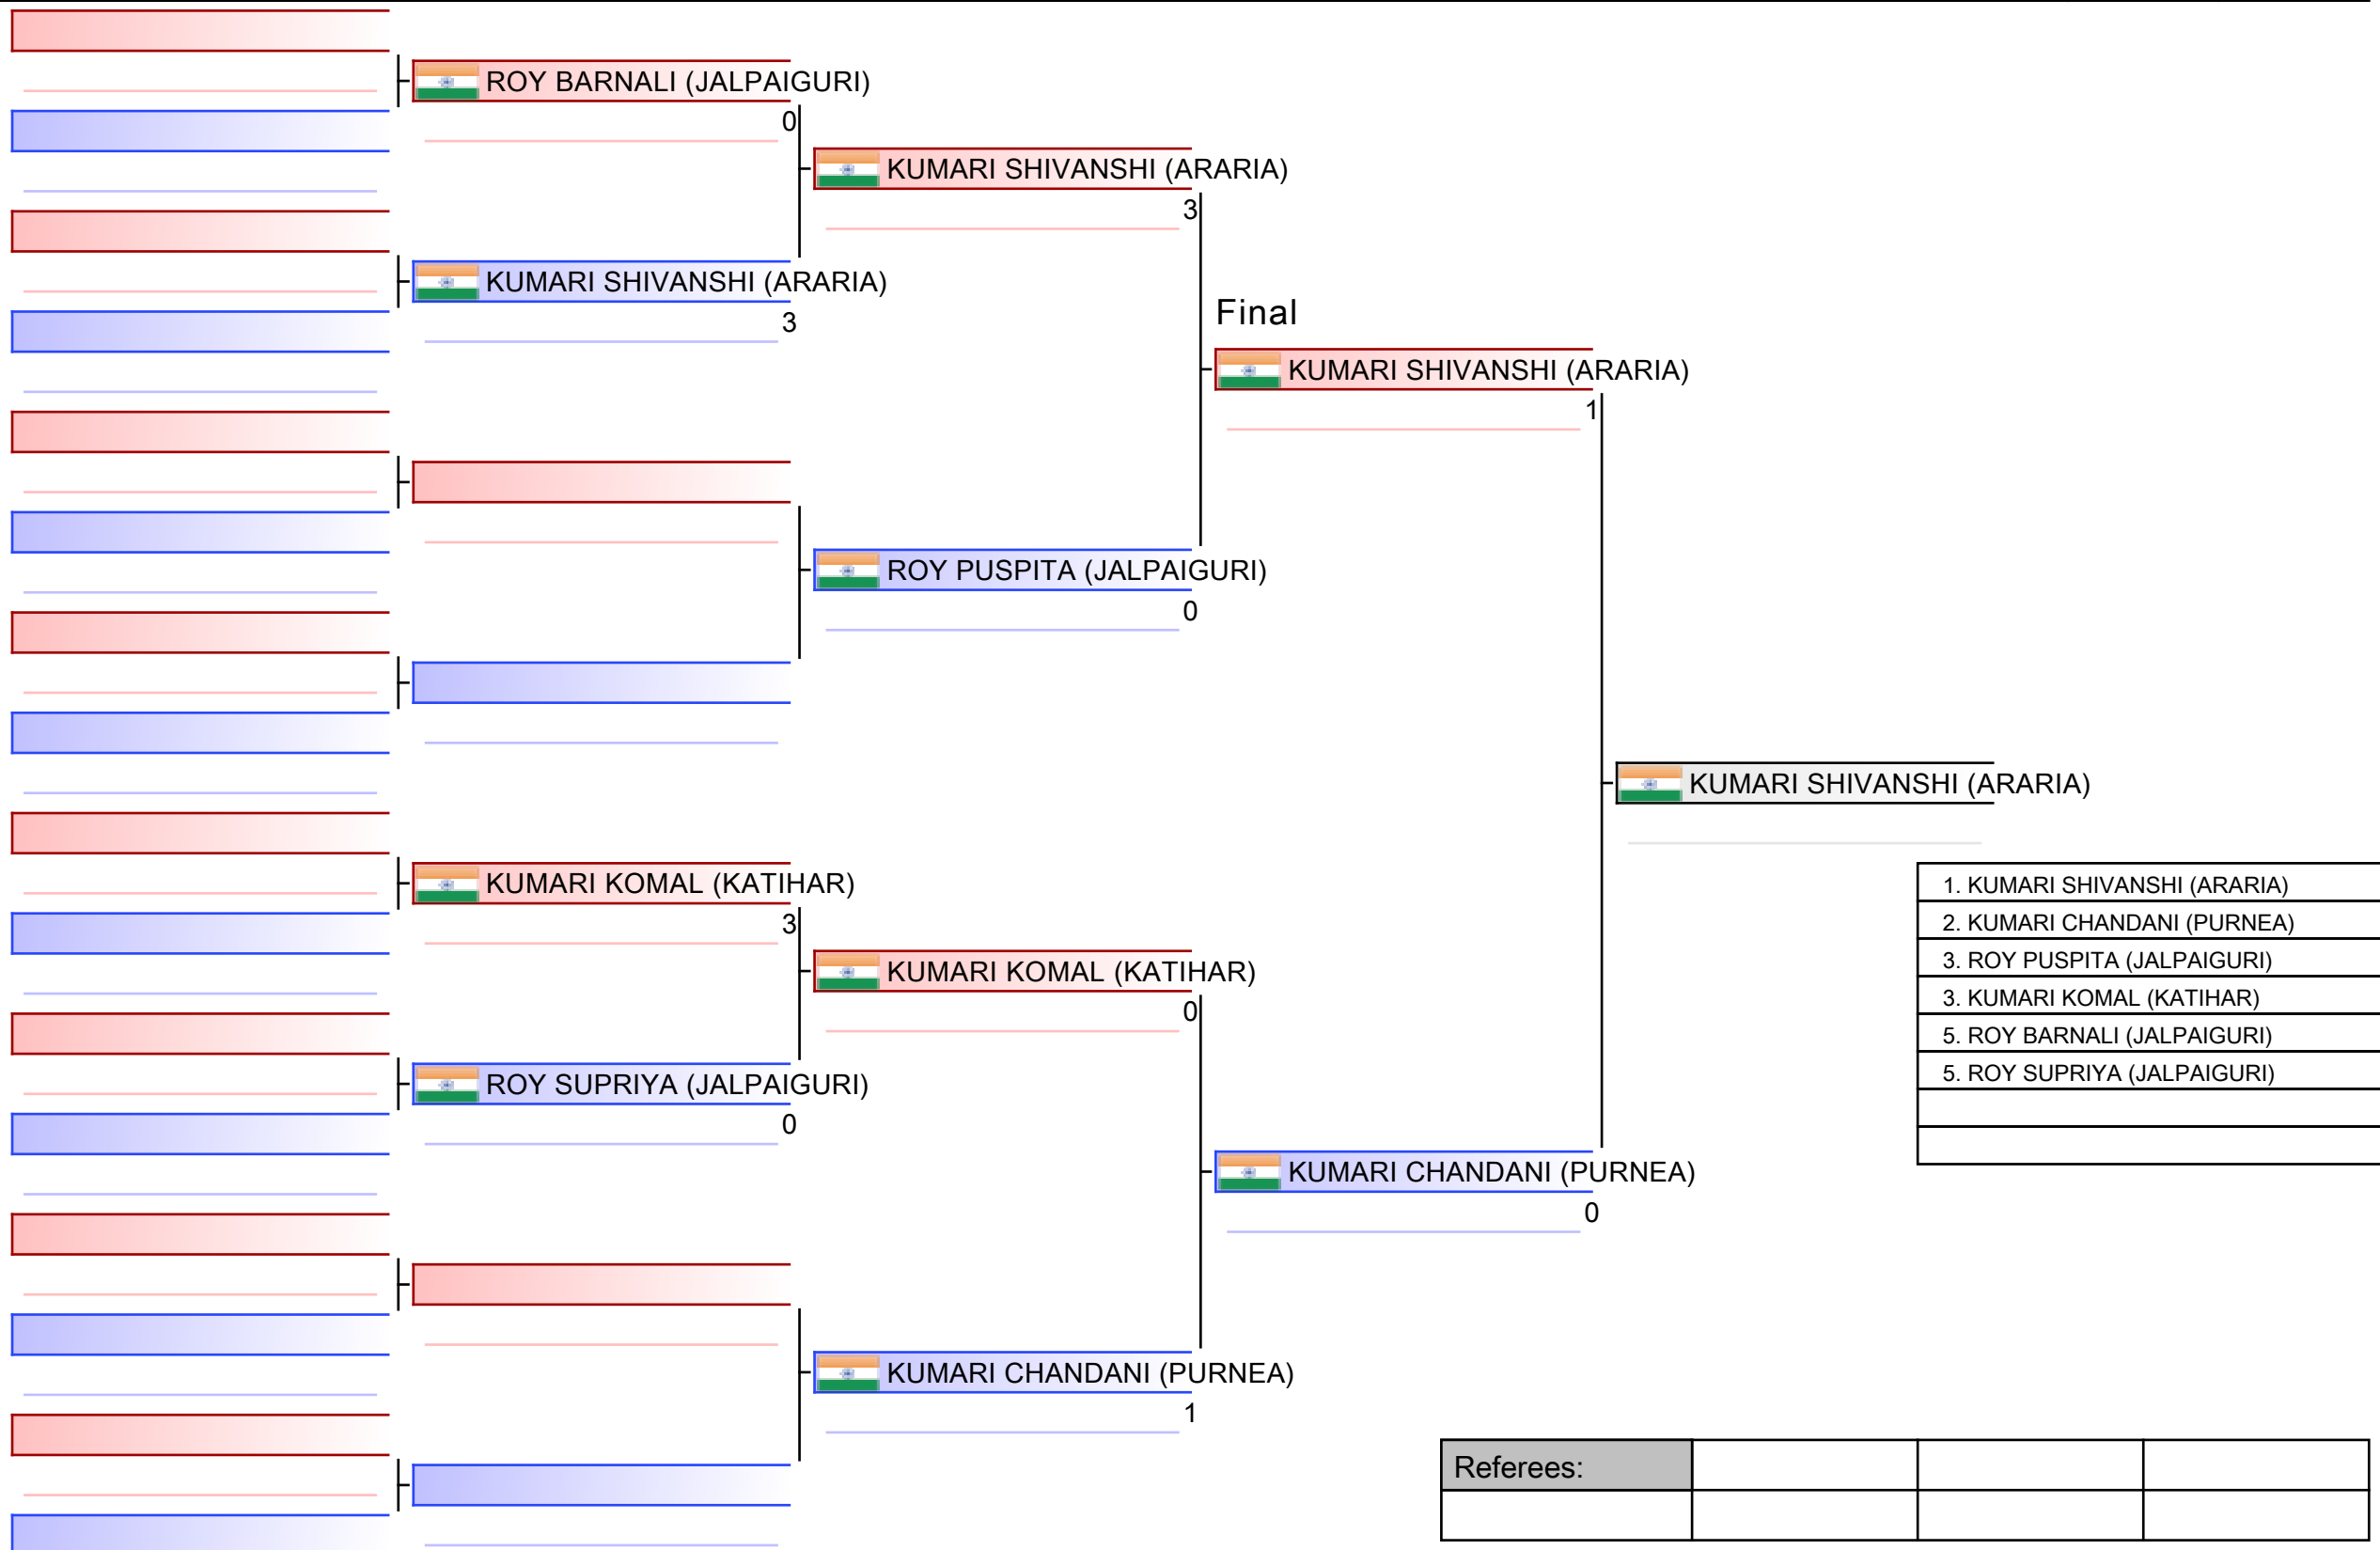 ROY BARNALI (JALPAIGURI)
0
KUMARI SHIVANSHI (ARARIA)
3
KUMARI SHIVANSHI (ARARIA)
3
Final
KUMARI SHIVANSHI (ARARIA)
1
ROY PUSPITA (JALPAIGURI)
0
KUMARI SHIVANSHI (ARARIA)
KUMARI KOMAL (KATIHAR)
3
KUMARI KOMAL (KATIHAR)
0
ROY SUPRIYA (JALPAIGURI)
0
KUMARI CHANDANI (PURNEA)
0
KUMARI CHANDANI (PURNEA)
1
1. KUMARI SHIVANSHI (ARARIA)
2. KUMARI CHANDANI (PURNEA)
3. ROY PUSPITA (JALPAIGURI)
3. KUMARI KOMAL (KATIHAR)
5. ROY BARNALI (JALPAIGURI)
5. ROY SUPRIYA (JALPAIGURI)
Referees: